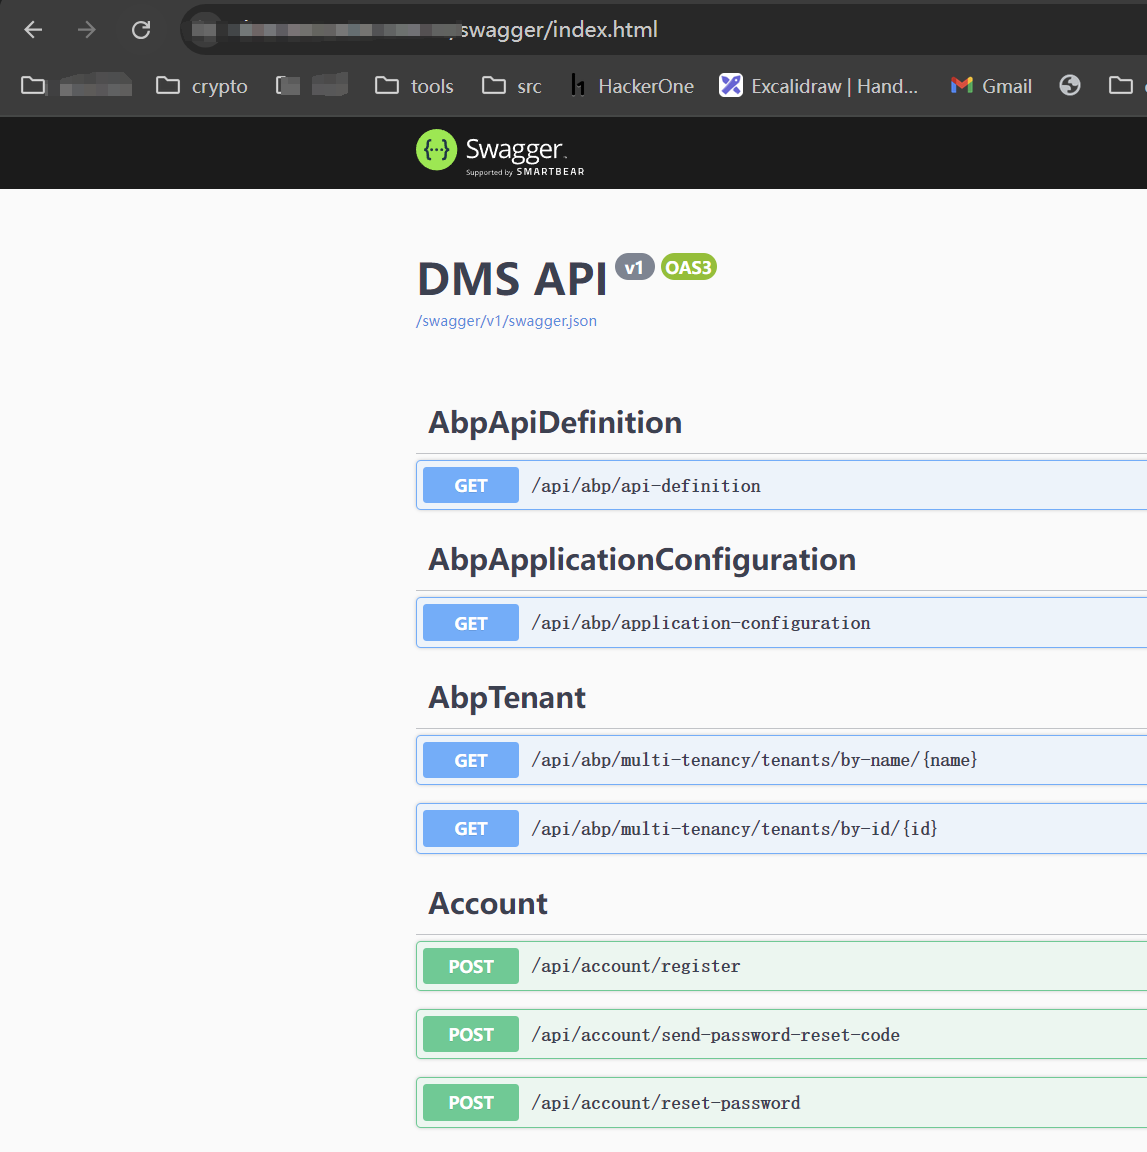 swagger/index.html
crypto
tools
src
h1 HackerOne
Excalidraw | Hand...
Gmail
{···} Swagger
Supported by SMARTBEAR
DMS API v1 OAS3
/swagger/v1/swagger.json
AbpApiDefinition
GET /api/abp/api-definition
AbpApplicationConfiguration
GET /api/abp/application-configuration
AbpTenant
GET /api/abp/multi-tenancy/tenants/by-name/{name}
GET /api/abp/multi-tenancy/tenants/by-id/{id}
Account
POST /api/account/register
POST /api/account/send-password-reset-code
POST /api/account/reset-password